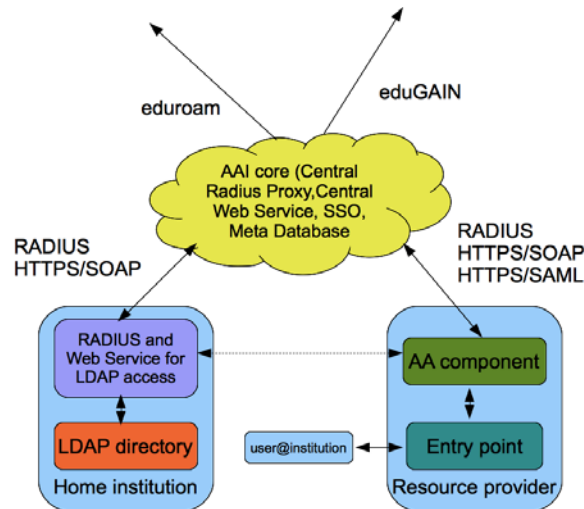 eduroam
eduGAIN
AAI core (Central
Radius Proxy,Central
Web Service, SSO,
Meta Database
RADIUS
HTTPS/SOAP
RADIUS
HTTPS/SOAP
HTTPS/SAML
RADIUS and
Web Service for
LDAP access
AA component
LDAP directory
user@institution
Entry point
Home institution
Resource provider